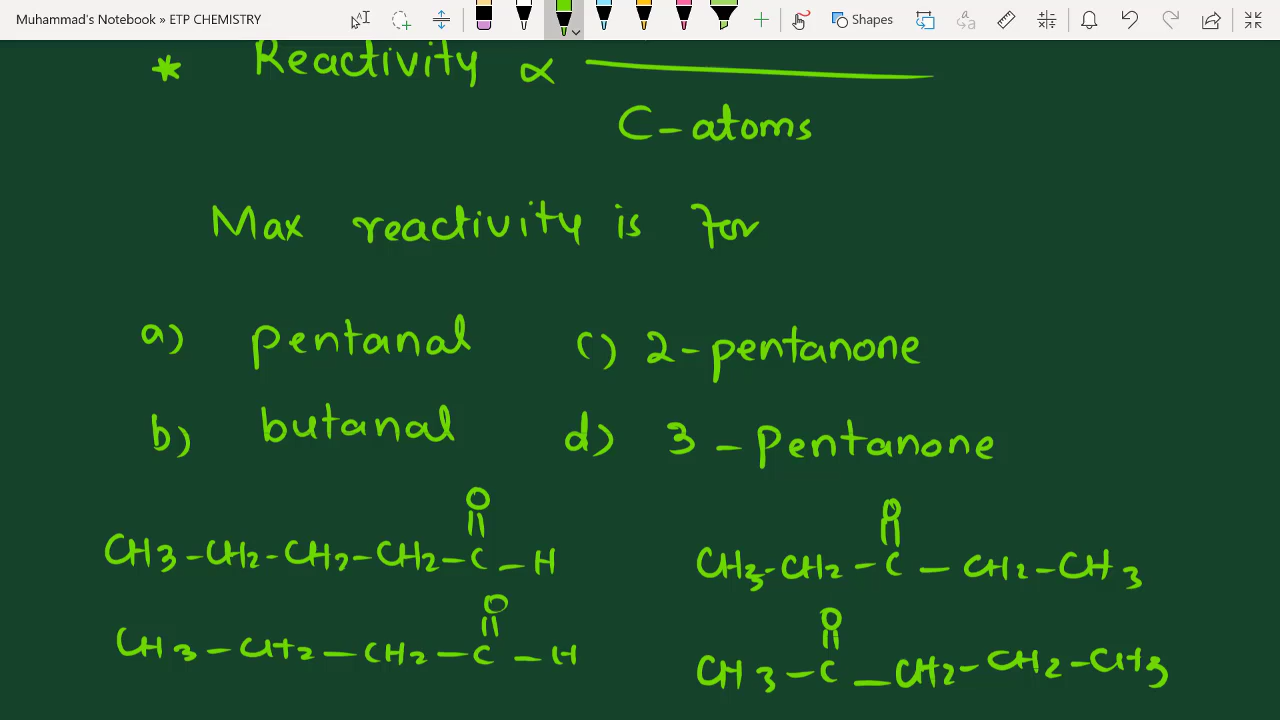 Muhammad's Notebook » ETP CHEMISTRY
Shapes
* Reactivity ∝ ――――
C-atoms
Max reactivity is for
a) pentanal c) 2-pentanone
b) butanal d) 3-Pentanone
O
CH3-CH2-CH2-CH2-C-H
O
CH3-CH2-CH2-C-H
O
CH3-CH2-C-CH2-CH3
O
CH3-C-CH2-CH2-CH3